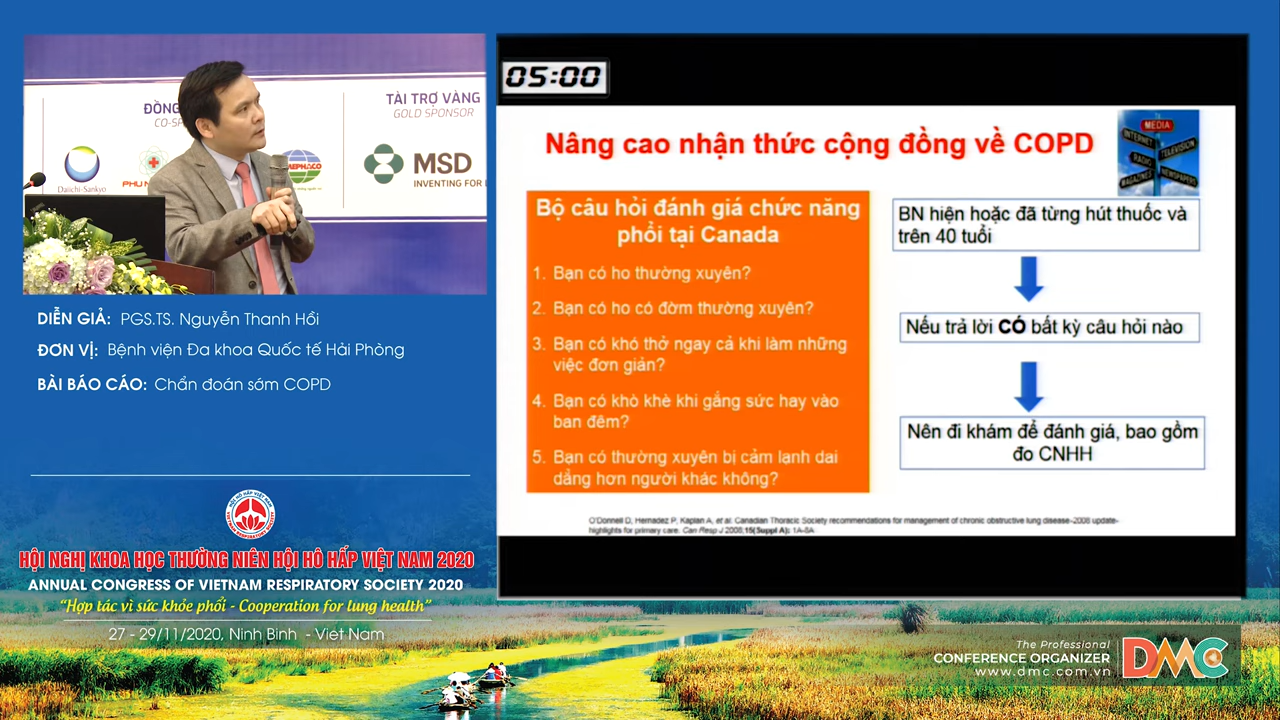 ĐỒNG
CO-SP
TÀI TRỢ VÀNG
GOLD SPONSOR
Daiichi-Sankyo
PHU N
MEPHACO
MSD
INVENTING FOR L
DIỄN GIẢ: PGS.TS. Nguyễn Thanh Hồi
ĐƠN VỊ: Bệnh viện Đa khoa Quốc tế Hải Phòng
BÀI BÁO CÁO: Chẩn đoán sớm COPD
HỘI HÔ HẤP VIỆT NAM
HỘI NGHỊ KHOA HỌC THƯỜNG NIÊN HỘI HÔ HẤP VIỆT NAM 2020
ANNUAL CONGRESS OF VIETNAM RESPIRATORY SOCIETY 2020
“Hợp tác vì sức khỏe phổi - Cooperation for lung health”
27 - 29/11/2020, Ninh Bình - Viet Nam
05:00
Nâng cao nhận thức cộng đồng về COPD
MEDIA
INTERNET
TELEVISION
RADIO
NEWSPAPERS
MAGAZINES
Bộ câu hỏi đánh giá chức năng
phổi tại Canada
1. Bạn có ho thường xuyên?
2. Bạn có ho có đờm thường xuyên?
3. Bạn có khó thở ngay cả khi làm những
việc đơn giản?
4. Bạn có khò khè khi gắng sức hay vào
ban đêm?
5. Bạn có thường xuyên bị cảm lạnh dai
dẳng hơn người khác không?
BN hiện hoặc đã từng hút thuốc và
trên 40 tuổi
Nếu trả lời CÓ bất kỳ câu hỏi nào
Nên đi khám để đánh giá, bao gồm
đo CNHH
O'Donnell D, Hernadez P, Kaplan A, et al. Canadian Thoracic Society recommendations for management of chronic obstructive lung disease–2008 update-
highlights for primary care. Can Resp J 2008;15(Suppl A); 1A-8A
The Professional
CONFERENCE ORGANIZER
www.dmc.com.vn
DMC